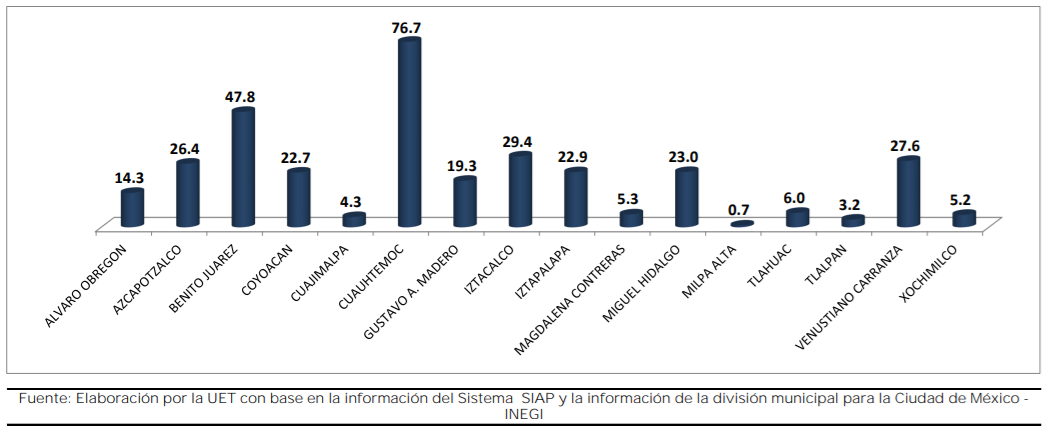 76.7
47.8
29.4
27.6
26.4
22.7
22.9
23.0
19.3
14.3
4.3
5.3
0.7
6.0
3.2
5.2
ALVARO OBREGON
AZCAPOTZALCO
BENITO JUAREZ
COYOACAN
CUAJIMALPA
CUAUHTEMOC
GUSTAVO A. MADERO
IZTACALCO
IZTAPALAPA
MAGDALENA CONTRERAS
MIGUEL HIDALGO
MILPA ALTA
TLAHUAC
TLALPAN
VENUSTIANO CARRANZA
XOCHIMILCO
Fuente: Elaboración por la UET con base en la información del Sistema SIAP y la información de la división municipal para la Ciudad de México -
INEGI